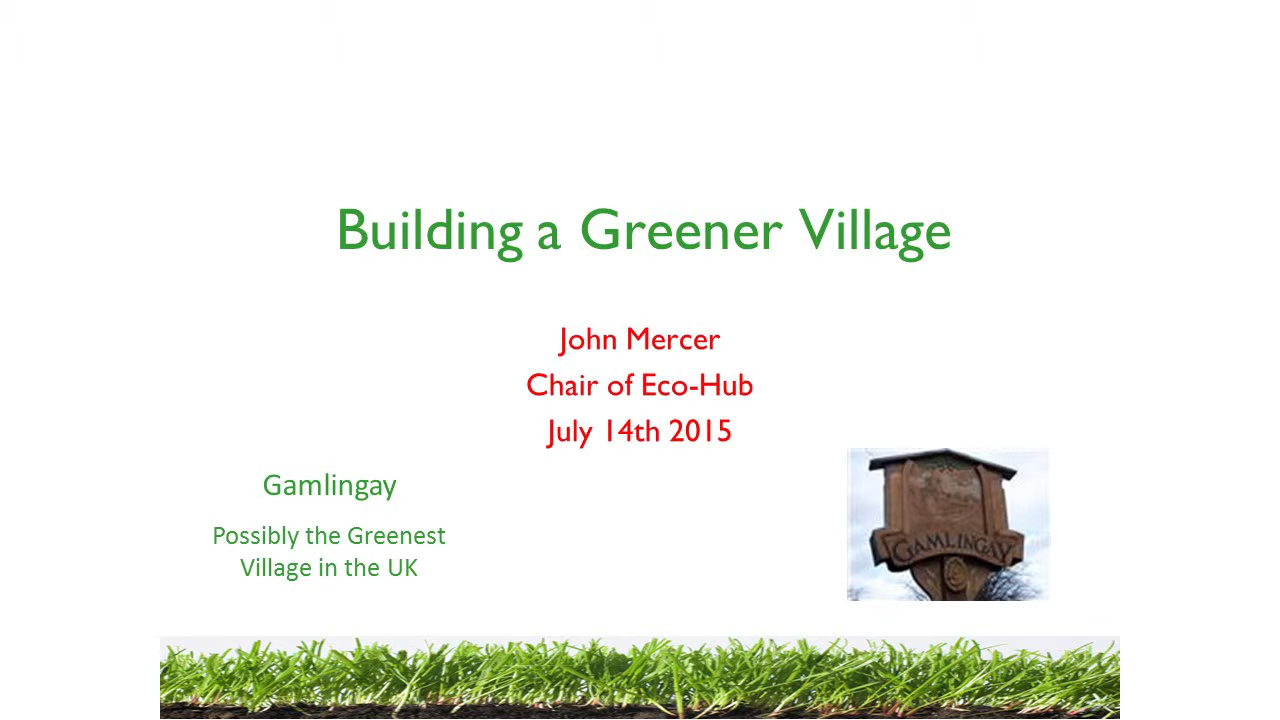 Building a Greener Village
John Mercer
Chair of Eco-Hub
July 14th 2015
Gamlingay
Possibly the Greenest
Village in the UK
GAMLINGAY